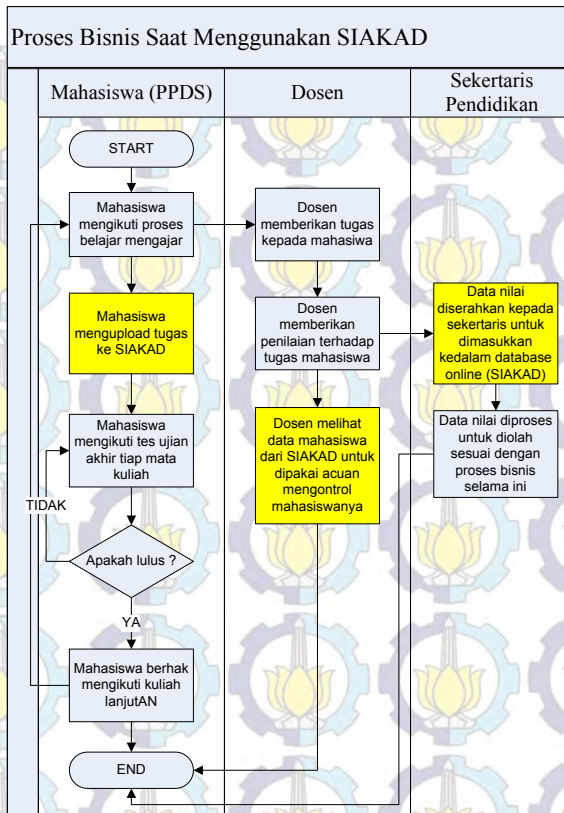 Proses Bisnis Saat Menggunakan SIAKAD
Mahasiswa (PPDS)
Dosen
Sekertaris
Pendidikan
START
Mahasiswa
mengikuti proses
belajar mengajar
Dosen
memberikan tugas
kepada mahasiwa
Mahasiswa
mengupload tugas
ke SIAKAD
Dosen
memberikan
penilaian terhadap
tugas mahasiswa
Data nilai
diserahkan kepada
sekertaris untuk
dimasukkan
kedalam database
online (SIAKAD)
Mahasiswa
mengikuti tes ujian
akhir tiap mata
kuliah
Dosen melihat
data mahasiswa
dari SIAKAD untuk
dipakai acuan
mengontrol
mahasiswanya
Data nilai diproses
untuk diolah
sesuai dengan
proses bisnis
selama ini
TIDAK
Apakah lulus ?
YA
Mahasiswa berhak
mengikuti kuliah
lanjutAN
END